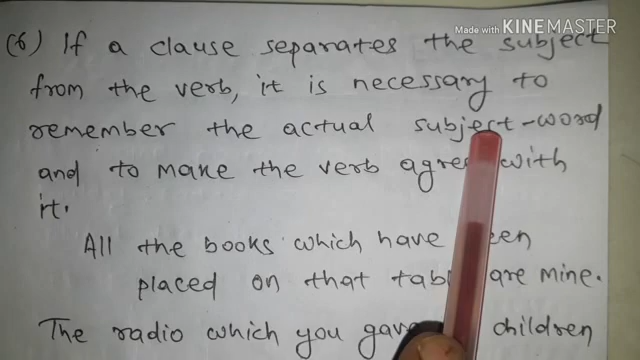 Made with KINEMASTER
(6) If a clause separates the subject
from the verb, it is necessary to
remember the actual subject-word
and to make the verb agree with
it.
All the books which have been
placed on that table are mine.
The radio which you gave children